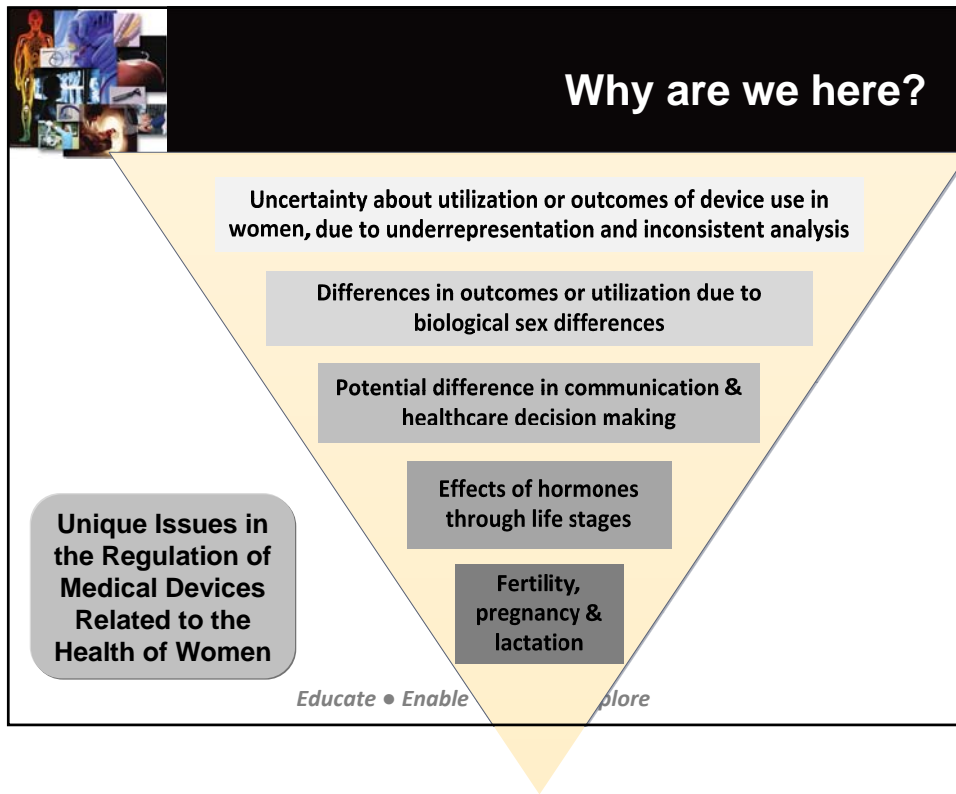 Why are we here?
Uncertainty about utilization or outcomes of device use in
women, due to underrepresentation and inconsistent analysis
Differences in outcomes or utilization due to
biological sex differences
Potential difference in communication &
healthcare decision making
Effects of hormones
through life stages
Fertility,
pregnancy &
lactation
Unique Issues in
the Regulation of
Medical Devices
Related to the
Health of Women
Educate ● Enable plore